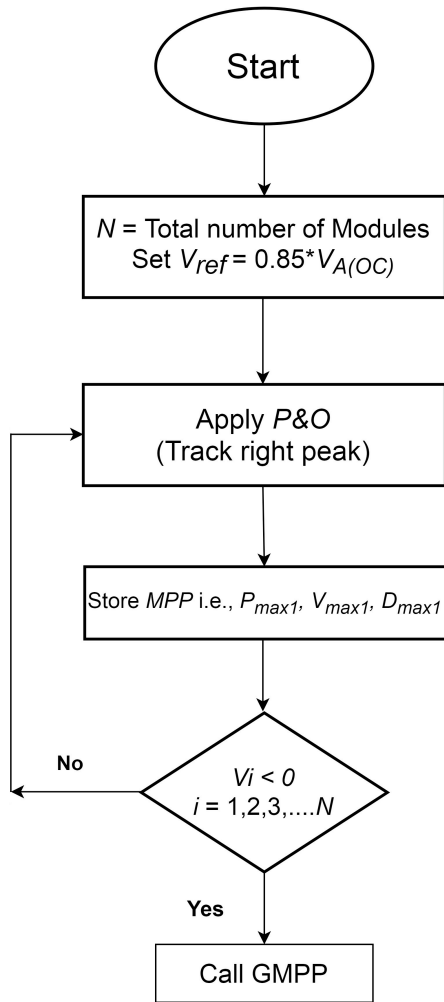 Start
N = Total number of Modules
Set Vref = 0.85*VA(OC)
Apply P&O
(Track right peak)
Store MPP i.e., Pmax1, Vmax1, Dmax1
No
Vi < 0
i = 1,2,3,....N
Yes
Call GMPP